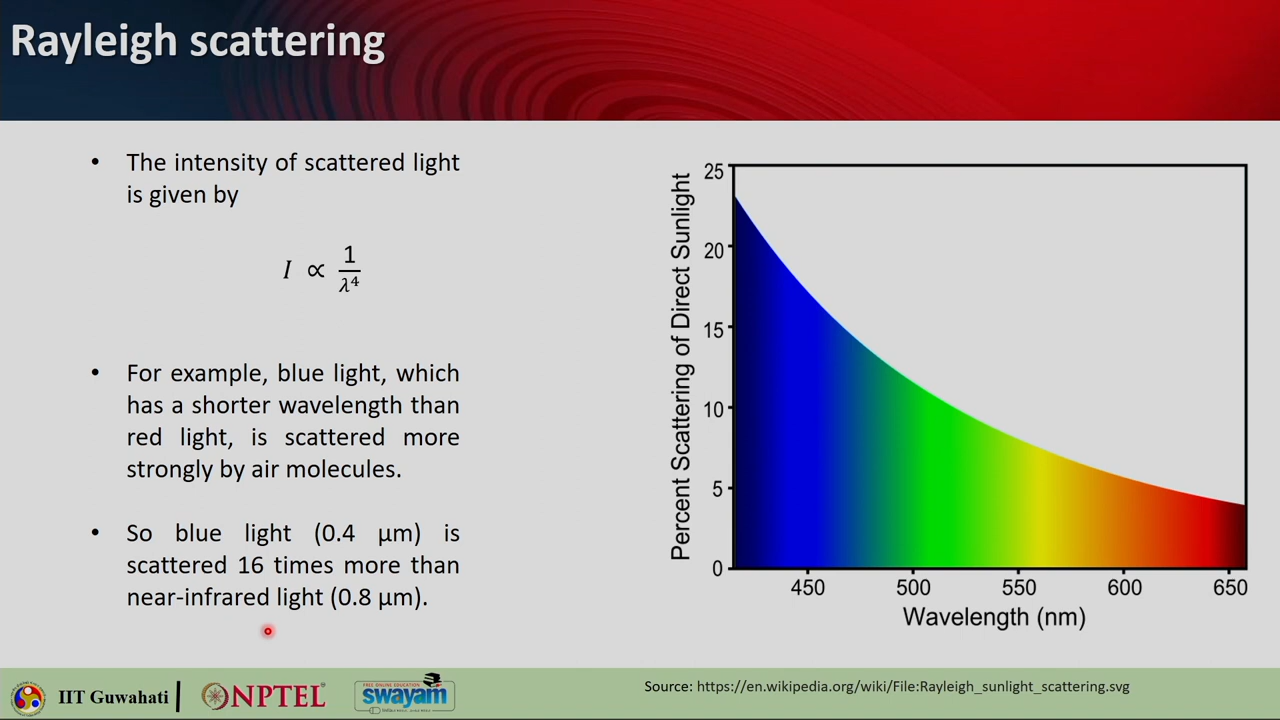 Rayleigh scattering
• The intensity of scattered light
is given by
I ∝ 1/λ⁴
• For example, blue light, which
has a shorter wavelength than
red light, is scattered more
strongly by air molecules.
• So blue light (0.4 μm) is
scattered 16 times more than
near-infrared light (0.8 μm).
Percent Scattering of Direct Sunlight
25
20
15
10
5
0
450 500 550 600 650
Wavelength (nm)
IIT Guwahati
NPTEL
FREE ONLINE EDUCATION
swayam
Source: https://en.wikipedia.org/wiki/File:Rayleigh_sunlight_scattering.svg